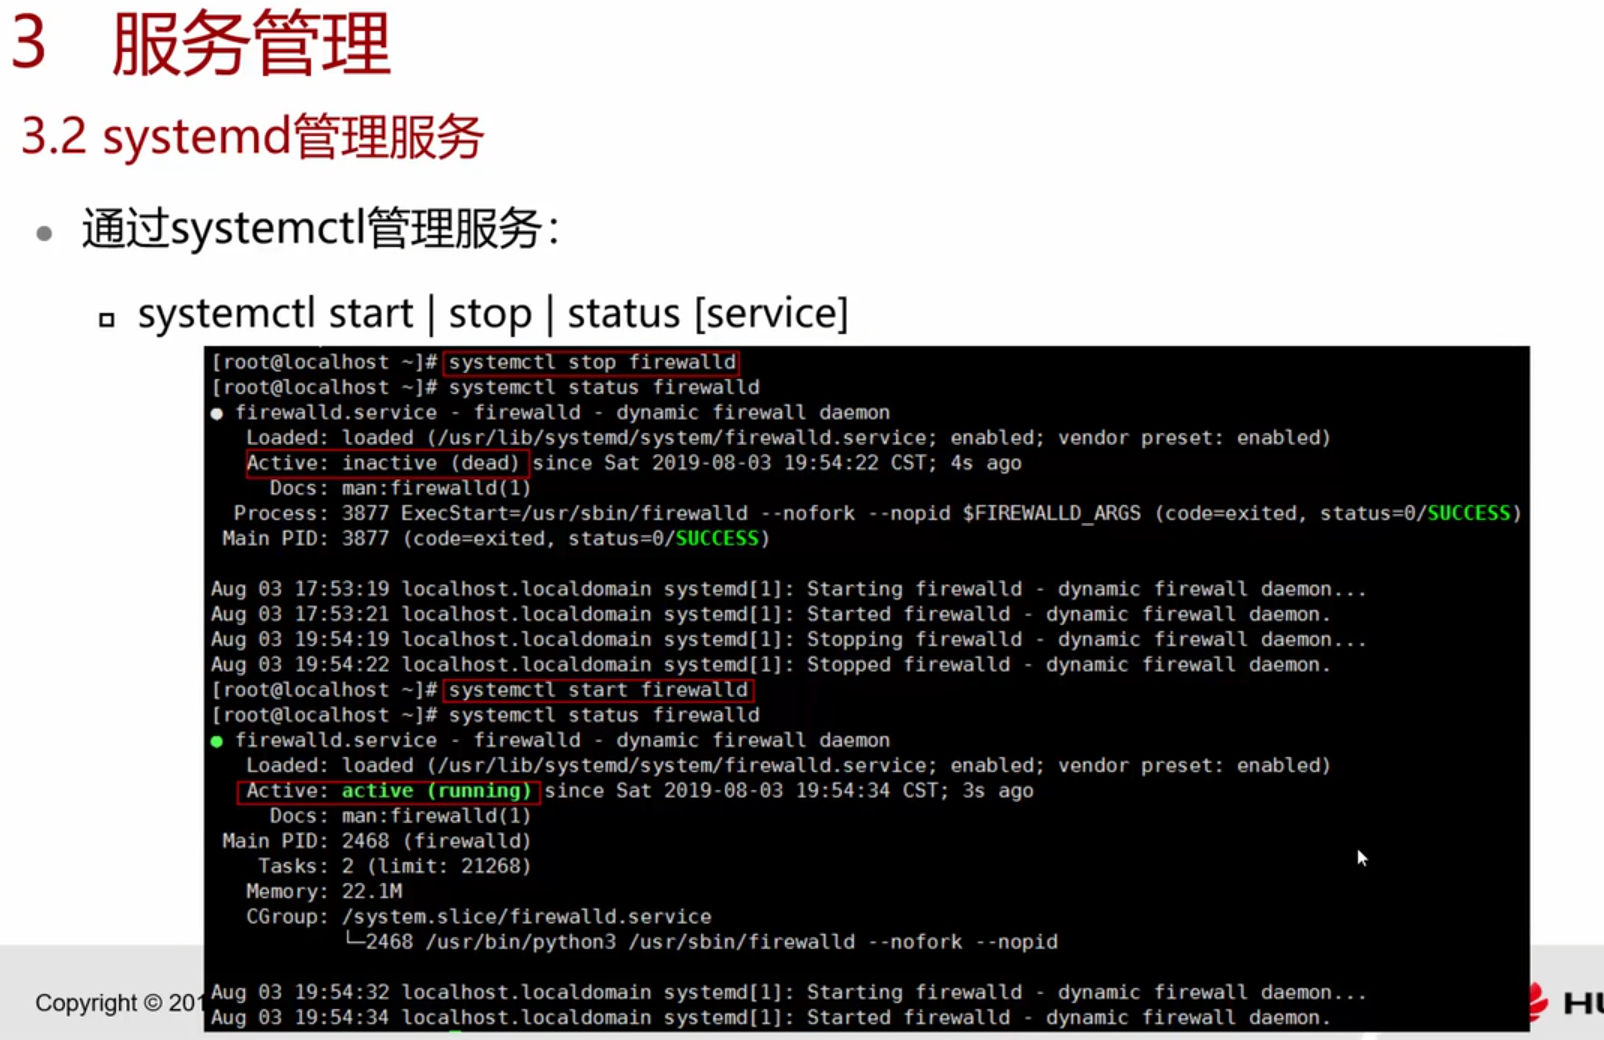 3 服务管理
3.2 systemd管理服务
通过systemctl管理服务：
systemctl start | stop | status [service]
[root@localhost ~]# systemctl stop firewalld
[root@localhost ~]# systemctl status firewalld
● firewalld.service - firewalld - dynamic firewall daemon
Loaded: loaded (/usr/lib/systemd/system/firewalld.service; enabled; vendor preset: enabled)
Active: inactive (dead) since Sat 2019-08-03 19:54:22 CST; 4s ago
Docs: man:firewalld(1)
Process: 3877 ExecStart=/usr/sbin/firewalld --nofork --nopid $FIREWALLD_ARGS (code=exited, status=0/SUCCESS)
Main PID: 3877 (code=exited, status=0/SUCCESS)
Aug 03 17:53:19 localhost.localdomain systemd[1]: Starting firewalld - dynamic firewall daemon...
Aug 03 17:53:21 localhost.localdomain systemd[1]: Started firewalld - dynamic firewall daemon.
Aug 03 19:54:19 localhost.localdomain systemd[1]: Stopping firewalld - dynamic firewall daemon...
Aug 03 19:54:22 localhost.localdomain systemd[1]: Stopped firewalld - dynamic firewall daemon.
[root@localhost ~]# systemctl start firewalld
[root@localhost ~]# systemctl status firewalld
● firewalld.service - firewalld - dynamic firewall daemon
Loaded: loaded (/usr/lib/systemd/system/firewalld.service; enabled; vendor preset: enabled)
Active: active (running) since Sat 2019-08-03 19:54:34 CST; 3s ago
Docs: man:firewalld(1)
Main PID: 2468 (firewalld)
Tasks: 2 (limit: 21268)
Memory: 22.1M
CGroup: /system.slice/firewalld.service
└─2468 /usr/bin/python3 /usr/sbin/firewalld --nofork --nopid
Aug 03 19:54:32 localhost.localdomain systemd[1]: Starting firewalld - dynamic firewall daemon...
Aug 03 19:54:34 localhost.localdomain systemd[1]: Started firewalld - dynamic firewall daemon.
Copyright © 201